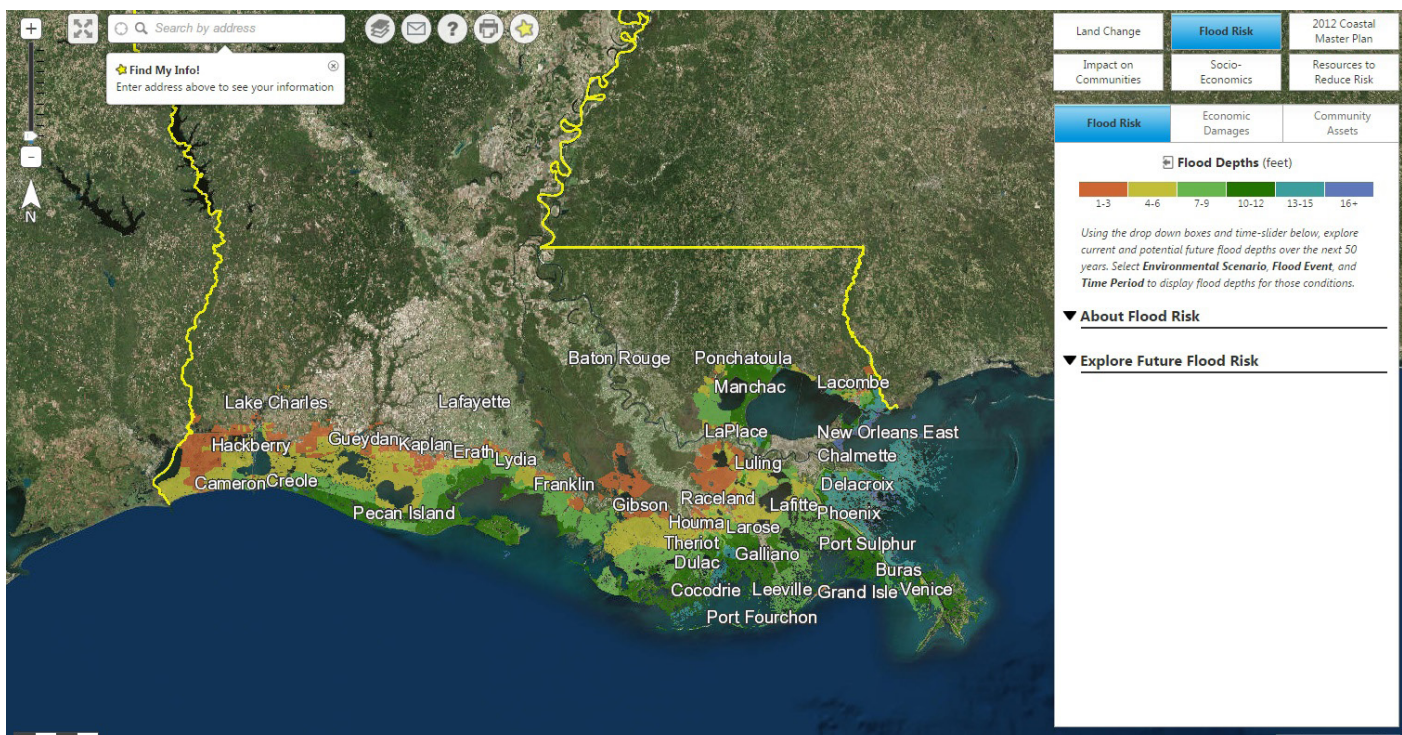 +
Search by address
?
Find My Info!
Enter address above to see your information
-
N
Land Change
Flood Risk
2012 Coastal
Master Plan
Impact on
Communities
Socio-
Economics
Resources to
Reduce Risk
Flood Risk
Economic
Damages
Community
Assets
Flood Depths (feet)
1-3 4-6 7-9 10-12 13-15 16+
Using the drop down boxes and time-slider below, explore
current and potential future flood depths over the next 50
years. Select Environmental Scenario, Flood Event, and
Time Period to display flood depths for those conditions.
About Flood Risk
Explore Future Flood Risk
Baton Rouge
Ponchatoula
Manchac
Lacombe
Lake Charles
Lafayette
LaPlace
New Orleans East
Hackberry
Gueydan
Kaplan
Erath
Lydia
Luling
Chalmette
Cameron
Creole
Franklin
Delacroix
Pecan Island
Gibson
Raceland
Lafitte
Phoenix
Houma
Larose
Theriot
Galliano
Port Sulphur
Dulac
Buras
Cocodrie
Leeville
Grand Isle
Venice
Port Fourchon